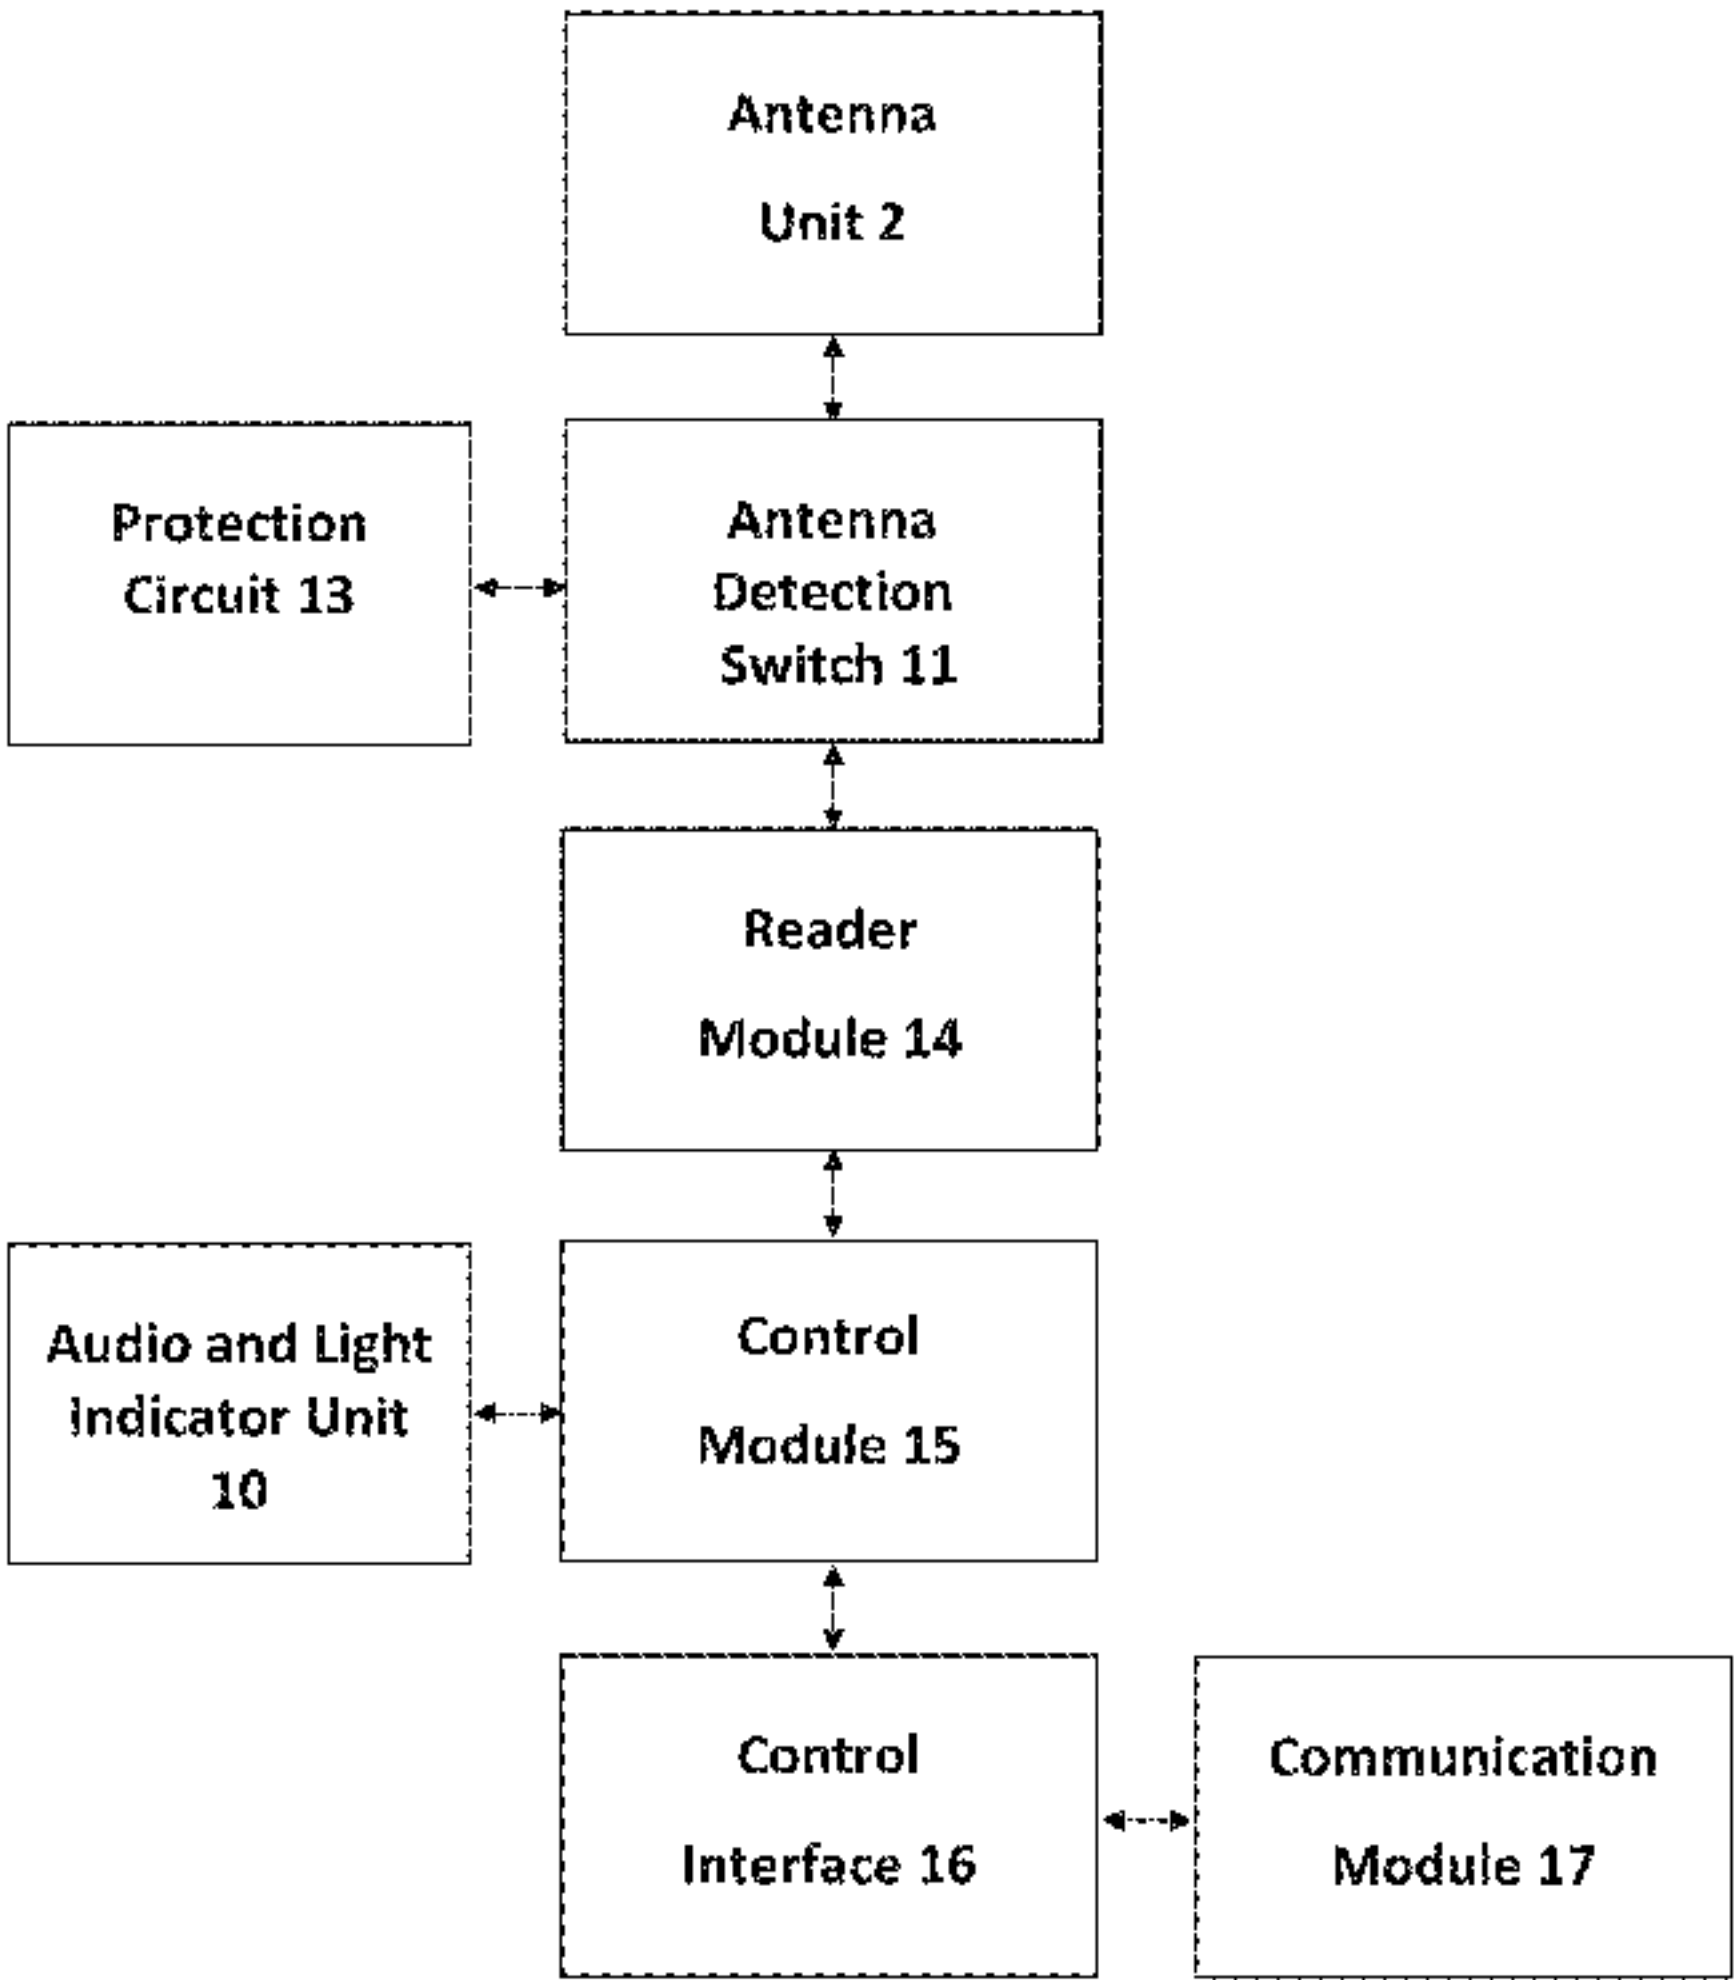 Antenna
Unit 2
Protection
Circuit 13
Antenna
Detection
Switch 11
Reader
Module 14
Audio and Light
Indicator Unit
10
Control
Module 15
Control
Interface 16
Communication
Module 17